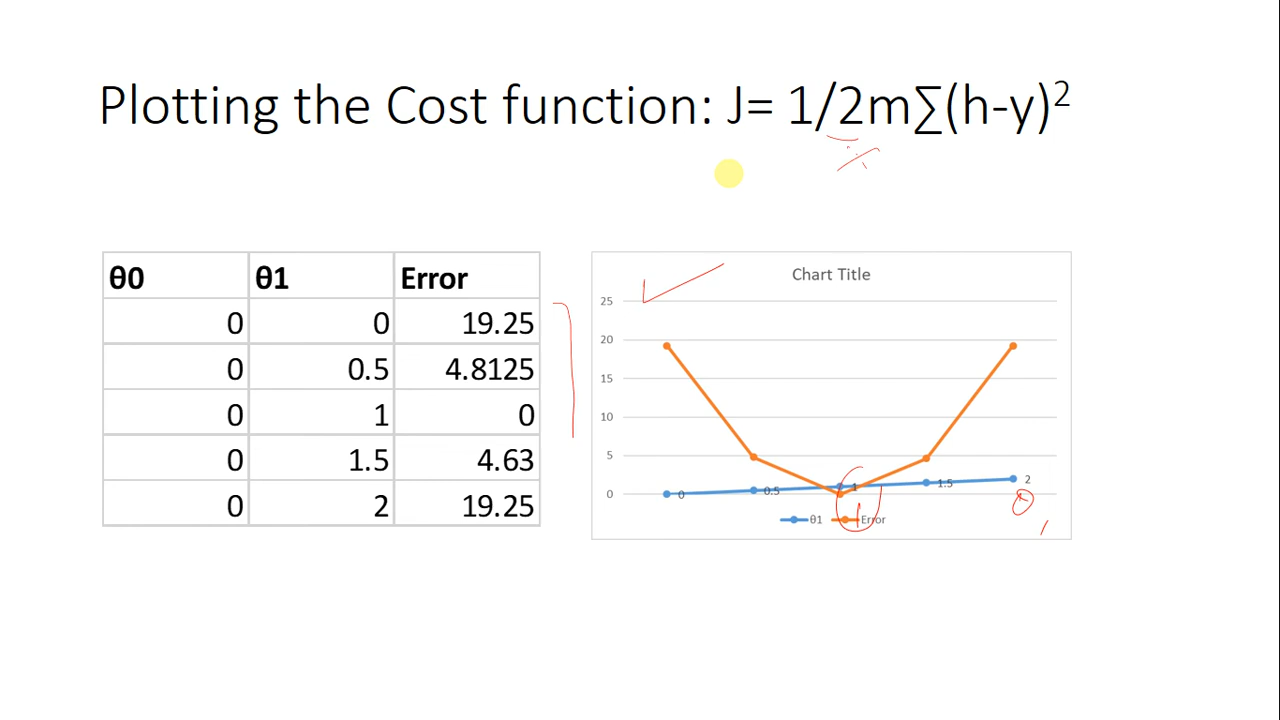 Plotting the Cost function: J= 1/2m∑(h-y)²
θ0 θ1 Error
0 0 19.25
0 0.5 4.8125
0 1 0
0 1.5 4.63
0 2 19.25
Chart Title
25
20
15
10
5
0
0 0.5 1 1.5 2
θ1 Error